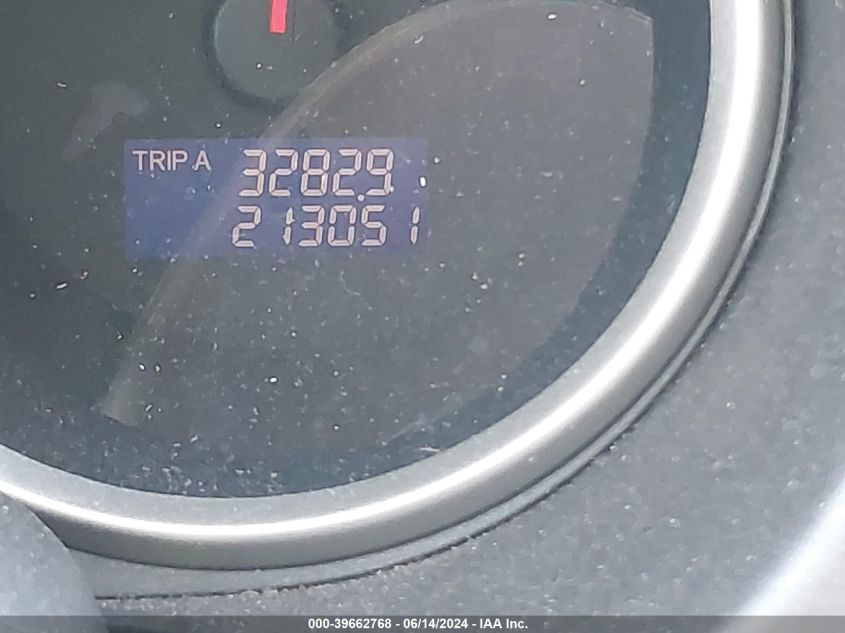 TRIP A 3282.9
213051
000-39662768 - 06/14/2024 - IAA Inc.